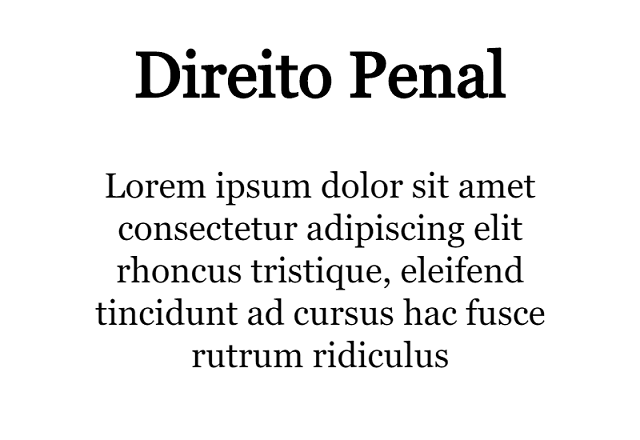 Direito Penal
Lorem ipsum dolor sit amet
consectetur adipiscing elit
rhoncus tristique, eleifend
tincidunt ad cursus hac fusce
rutrum ridiculus